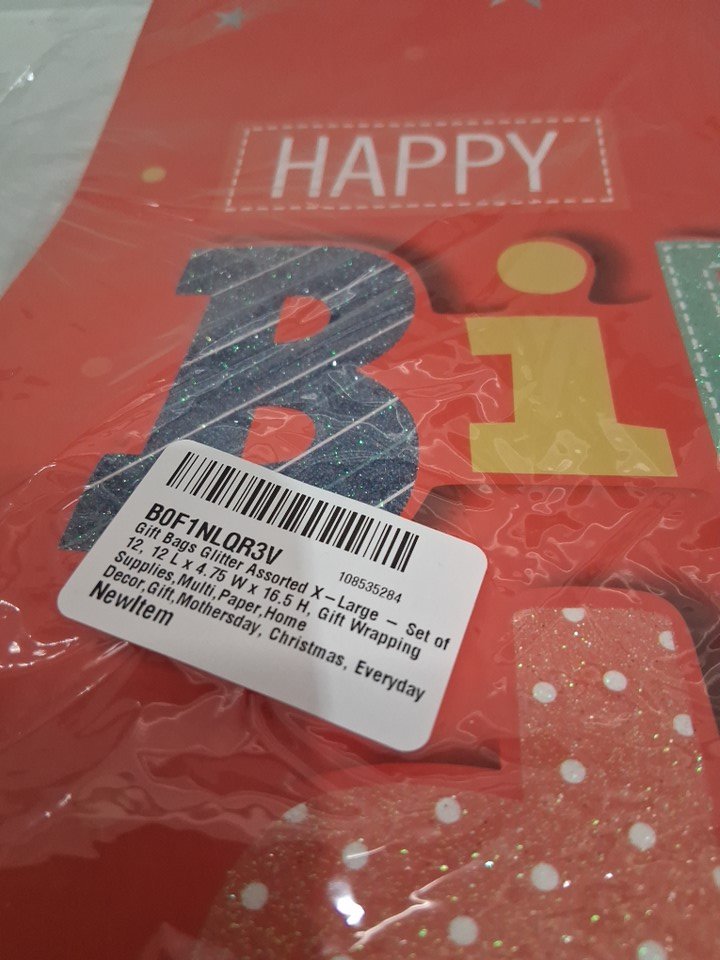 HAPPY
Bi
B0F1NLQR3V
108535284
Gift Bags Glitter Assorted X-Large - Set of
12, 12 L x 4.75 W x 16.5 H, Gift Wrapping
Supplies,Multi,Paper,Home
Decor,Gift,Mothersday, Christmas, Everyday
NewItem